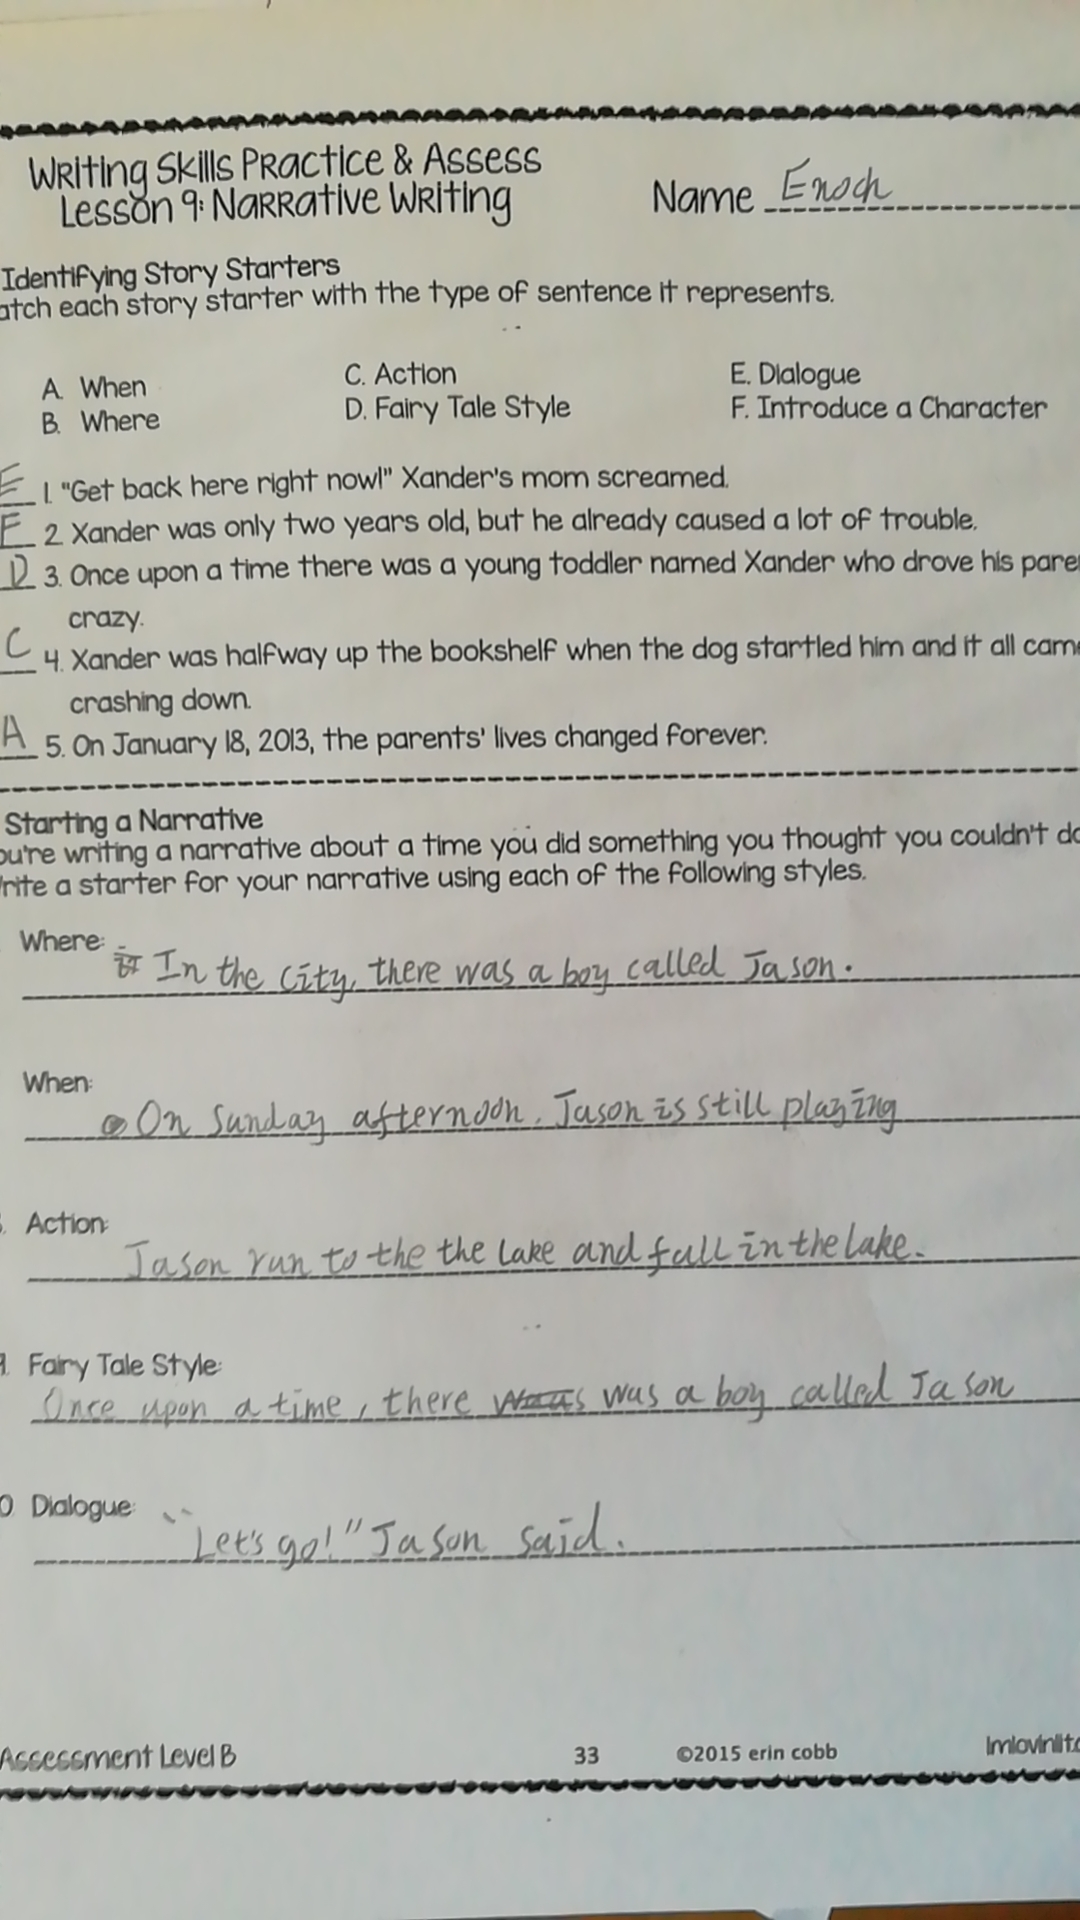 Writing Skills Practice & Assess
Lesson 9: Narrative Writing
Name Enoch
Identifying Story Starters
atch each story starter with the type of sentence it represents.
A. When C. Action E. Dialogue
B. Where D. Fairy Tale Style F. Introduce a Character
E 1. "Get back here right now!" Xander's mom screamed.
F 2. Xander was only two years old, but he already caused a lot of trouble.
D 3. Once upon a time there was a young toddler named Xander who drove his pare
crazy.
C 4. Xander was halfway up the bookshelf when the dog startled him and it all cam
crashing down.
A 5. On January 18, 2013, the parents' lives changed forever.
Starting a Narrative
ou're writing a narrative about a time you did something you thought you couldn't do
rite a starter for your narrative using each of the following styles.
Where:
In the city, there was a boy called Jason.
When:
On Sunday afternoon. Jason is still playing
Action:
Jason run to the the lake and fall in the lake.
9. Fairy Tale Style:
Once upon a time, there was a boy called Jason
0. Dialogue:
"Let's go!" Jason said.
Assessment Level B 33 ©2015 erin cobb Imlovinlit.c